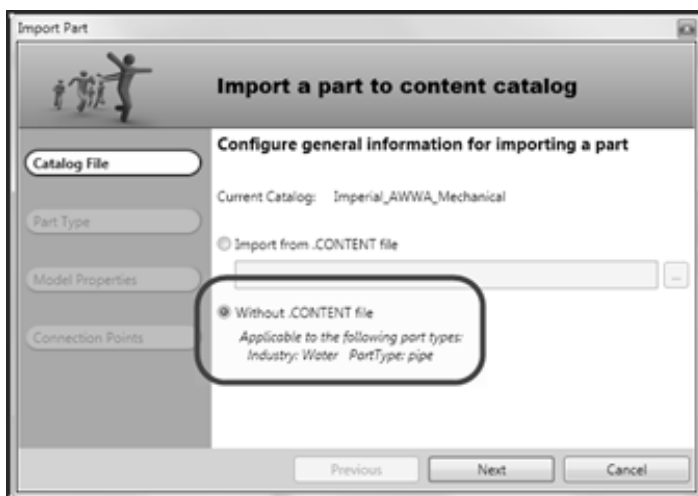 Import Part
Import a part to content catalog
Catalog File
Part Type
Model Properties
Connection Points
Configure general information for importing a part
Current Catalog: Imperial_AWWA_Mechanical
Import from .CONTENT file
...
Without .CONTENT file
Applicable to the following part types:
Industry: Water PartType: pipe
Previous
Next
Cancel